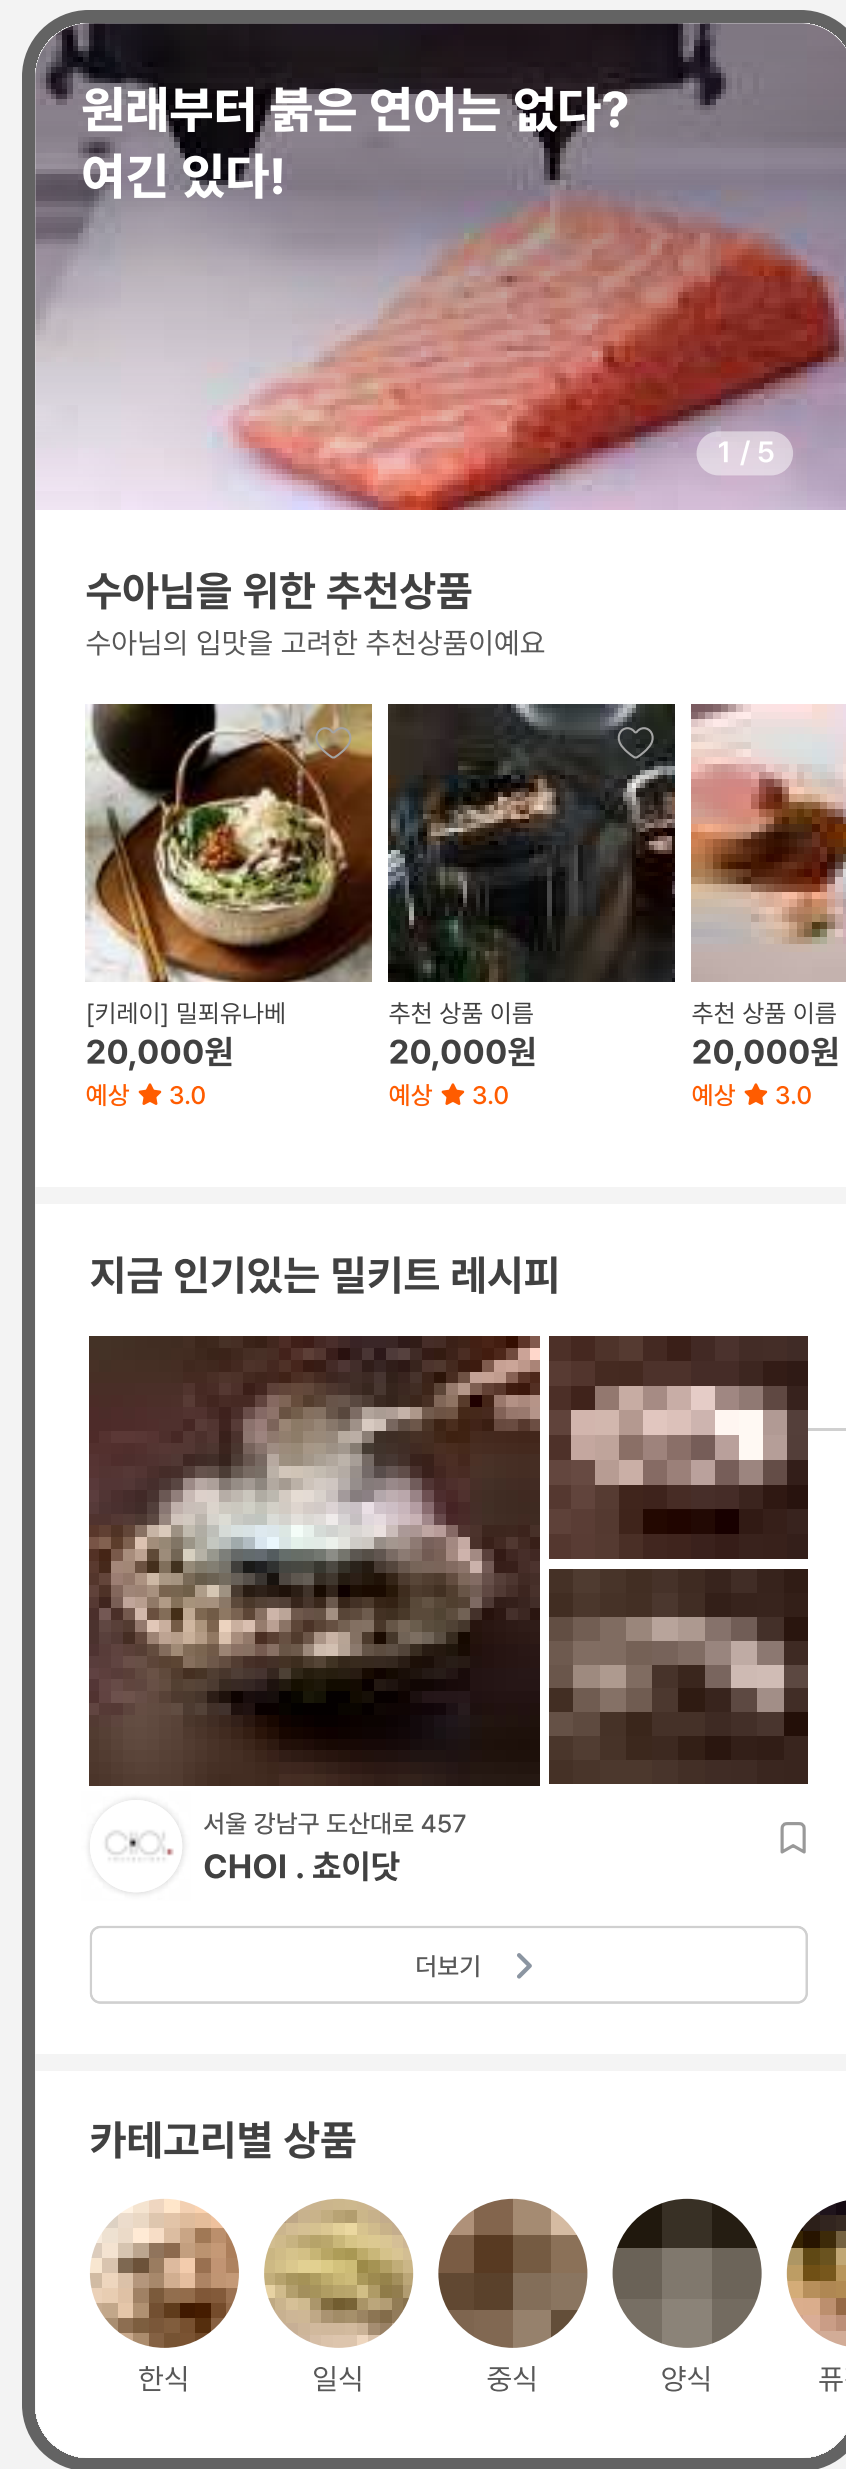 원래부터 붉은 연어는 없다?
여긴 있다!
1 / 5
수아님을 위한 추천상품
수아님의 입맛을 고려한 추천상품이예요
[키레이] 밀푀유나베
20,000원
예상 ★ 3.0
추천 상품 이름
20,000원
예상 ★ 3.0
추천 상품 이름
20,000원
예상 ★ 3.0
지금 인기있는 밀키트 레시피
CHOI.
서울 강남구 도산대로 457
CHOI . 쵸이닷
더보기
카테고리별 상품
한식
일식
중식
양식
퓨